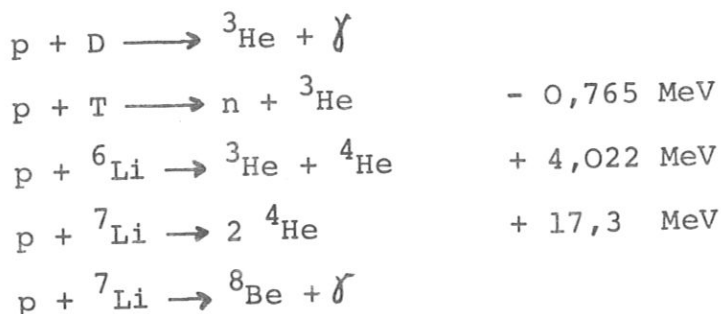 p + D ⟶ ³He + γ
p + T ⟶ n + ³He - 0,765 MeV
p + ⁶Li ⟶ ³He + ⁴He + 4,022 MeV
p + ⁷Li ⟶ 2 ⁴He + 17,3 MeV
p + ⁷Li ⟶ ⁸Be + γ